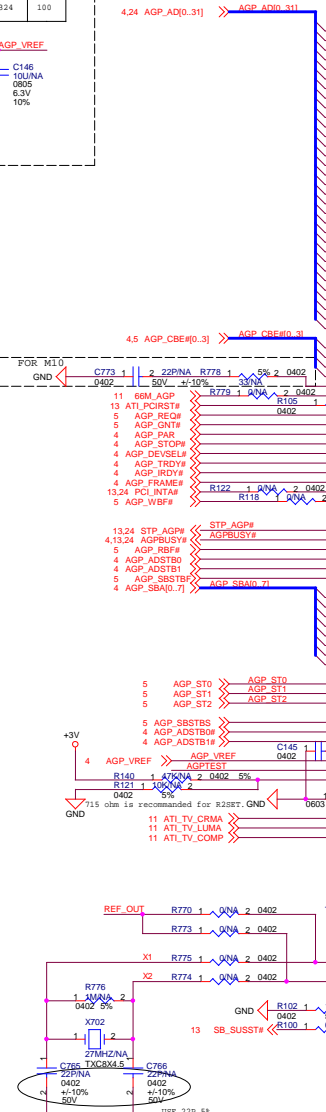 324 100
4,24 AGP_AD[0..31] AGP_AD[0..31]
AGP_VREF
C146
10U/NA
0805
6.3V
10%
4,5 AGP_CBE#[0..3] AGP_CBE#[0..3]
FOR M10
GND C773 1 2 22P/NA R778 1 5% 2 0402
0402 50V +/-10% 33/NA
11 66M_AGP R779 1 0/NA 2 0402
13 ATI_PCIRST# R105 1
5 AGP_REQ# 0402
5 AGP_GNT#
4 AGP_PAR
4 AGP_STOP#
4 AGP_DEVSEL#
4 AGP_TRDY#
4 AGP_IRDY#
4 AGP_FRAME#
13,24 PCI_INTA# R122 1 0/NA 2 0402
5 AGP_WBF# R118 1 0/NA 2
13,24 STP_AGP# STP_AGP#
4,13,24 AGPBUSY# AGPBUSY#
5 AGP_RBF#
4 AGP_ADSTB0
4 AGP_ADSTB1
5 AGP_SBSTBF
4 AGP_SBA[0..7] AGP_SBA[0..7]
5 AGP_ST0 AGP_ST0
5 AGP_ST1 AGP_ST1
5 AGP_ST2 AGP_ST2
5 AGP_SBSTBS
4 AGP_ADSTB0#
4 AGP_ADSTB1#
+3V
C145
4 AGP_VREF AGP_VREF
AGPTEST
R140 1 47K/NA 2 0402 5%
R121 1 10K/NA 2
0402 5%
GND 715 ohm is recommanded for R2SET. GND 0603
11 ATI_TV_CRMA
11 ATI_TV_LUMA
11 ATI_TV_COMP
REF_OUT R770 1 0/NA 2 0402
R773 1 0/NA 2 0402
X1 R775 1 0/NA 2 0402
X2 R774 1 0/NA 2 0402
R776
1 1M/NA 2
0402 5%
GND R102 1
0402
13 SB_SUSST# R100 1
X702
1 2
27MHZ/NA
TXC8X4.5
C765 1 C766 1
22P/NA 22P/NA
0402 0402
+/-10% +/-10%
50V 50V
2 2
USE 22P 5%